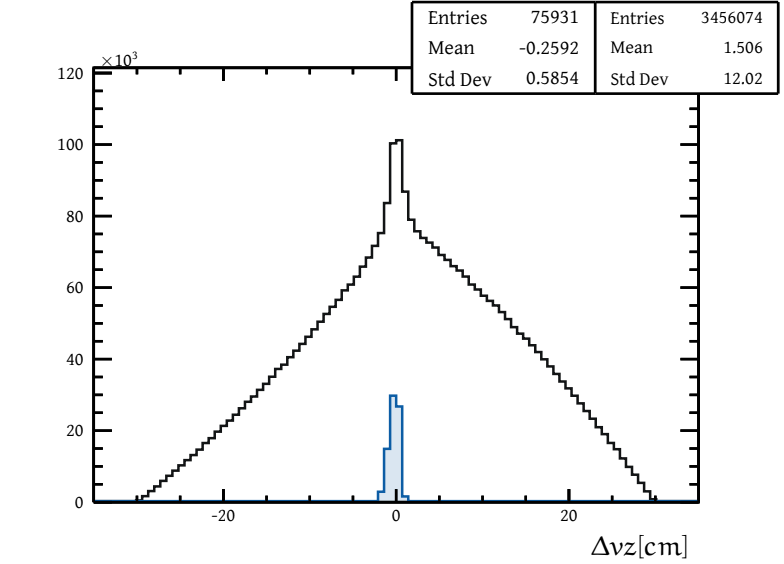 Entries 75931 Entries 3456074
Mean -0.2592 Mean 1.506
Std Dev 0.5854 Std Dev 12.02
×10³
120
100
80
60
40
20
0
-20 0 20
Δvz[cm]